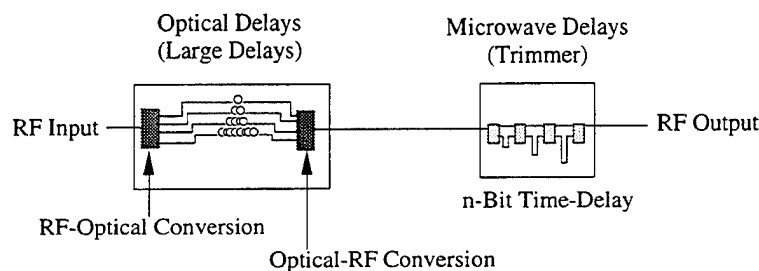 Optical Delays
(Large Delays)
Microwave Delays
(Trimmer)
RF Input
RF Output
n-Bit Time-Delay
RF-Optical Conversion
Optical-RF Conversion